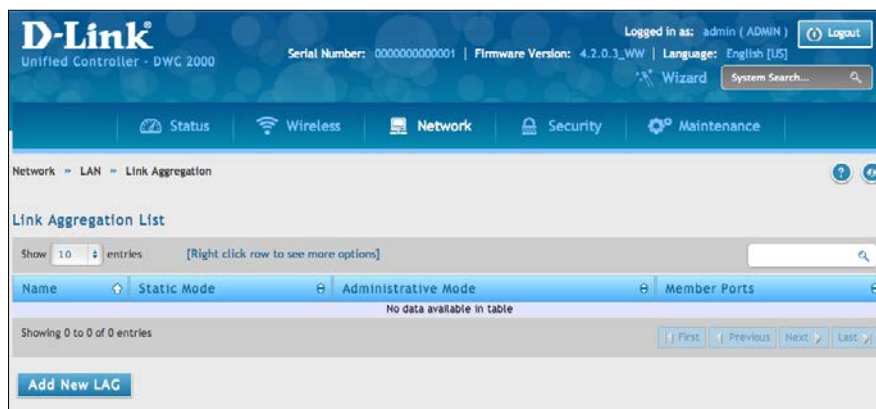 D-Link
Unified Controller - DWC 2000
Logged in as: admin ( ADMIN ) Logout
Serial Number: 0000000000001 | Firmware Version: 4.2.0.3_WW | Language: English [US]
Wizard System Search...
Status Wireless Network Security Maintenance
Network » LAN » Link Aggregation
Link Aggregation List
Show 10 entries [Right click row to see more options]
Name Static Mode Administrative Mode Member Ports
No data available in table
Showing 0 to 0 of 0 entries
First Previous Next Last
Add New LAG